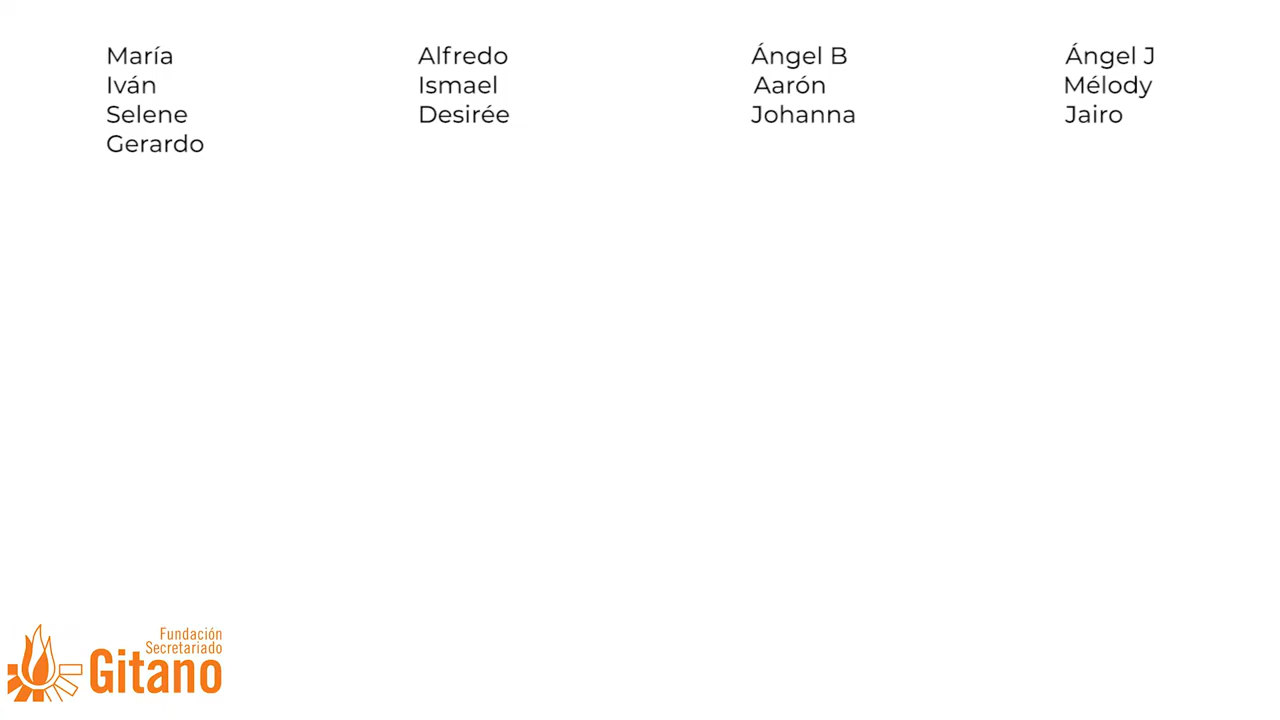 María
Iván
Selene
Gerardo
Alfredo
Ismael
Desirée
Ángel B
Aarón
Johanna
Ángel J
Mélody
Jairo
Fundación
Secretariado
Gitano